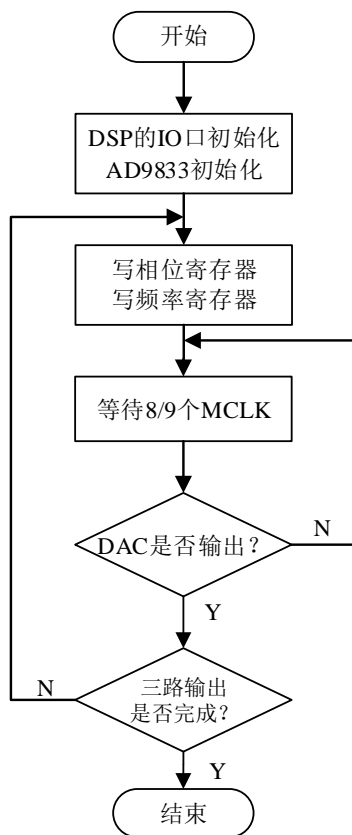 开始
DSP的IO口初始化
AD9833初始化
写相位寄存器
写频率寄存器
等待8/9个MCLK
DAC是否输出？
N
Y
三路输出
是否完成？
N
Y
结束